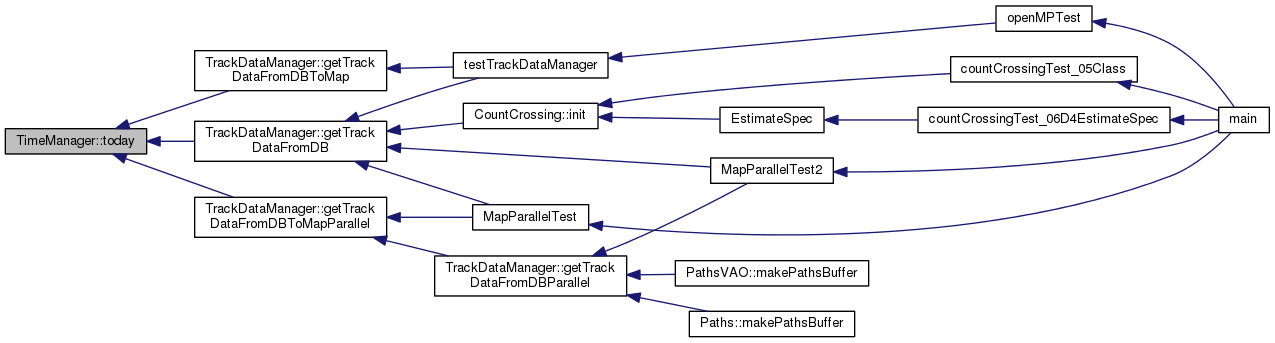 TimeManager::today
TrackDataManager::getTrack
DataFromDBToMap
TrackDataManager::getTrack
DataFromDB
TrackDataManager::getTrack
DataFromDBToMapParallel
testTrackDataManager
CountCrossing::init
MapParallelTest
TrackDataManager::getTrack
DataFromDBParallel
EstimateSpec
MapParallelTest2
PathsVAO::makePathsBuffer
Paths::makePathsBuffer
openMPTest
countCrossingTest_05Class
countCrossingTest_06D4EstimateSpec
main